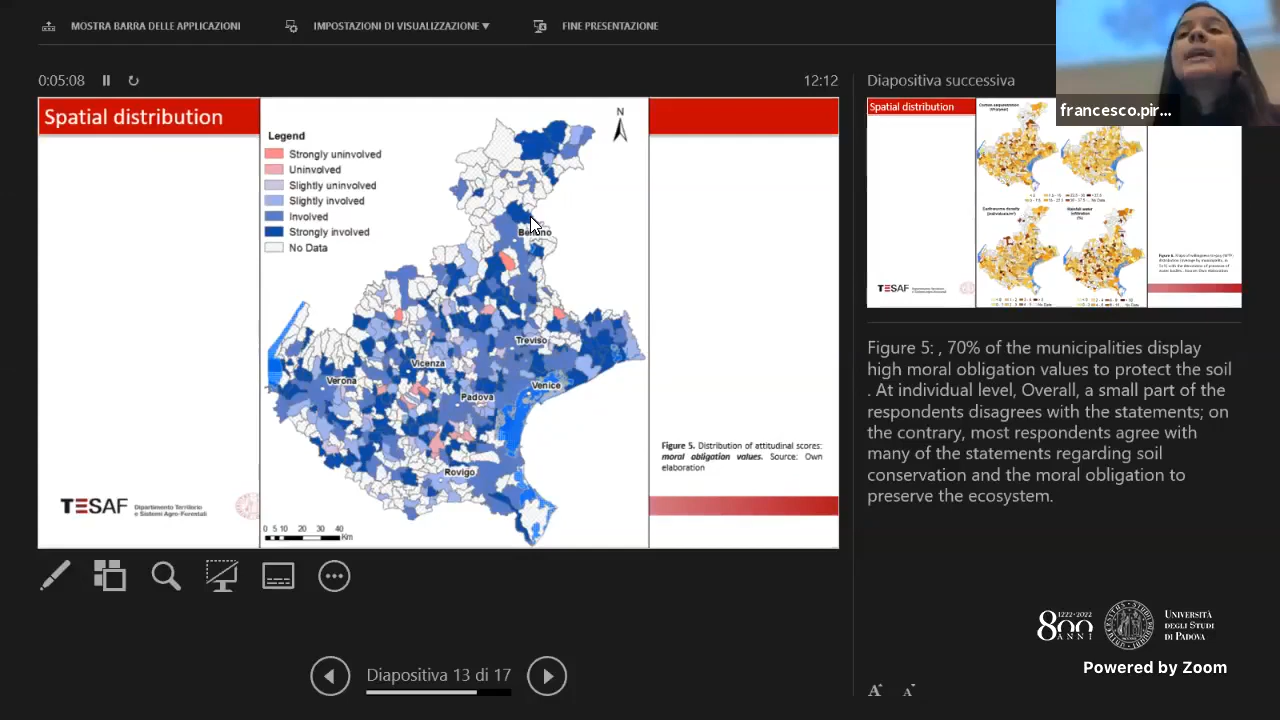 MOSTRA BARRA DELLE APPLICAZIONI
IMPOSTAZIONI DI VISUALIZZAZIONE ▼
FINE PRESENTAZIONE
0:05:08
12:12
Diapositiva successiva
francesco.pir...
Spatial distribution
N
Legend
Strongly uninvolved
Uninvolved
Slightly uninvolved
Slightly involved
Involved
Strongly involved
No Data
Treviso
Vicenza
Verona
Venice
Padova
Rovigo
0 5 10 20 30 40
Km
Figure 5. Distribution of attitudinal scores:
moral obligation values. Source: Own
elaboration
TESAF
Dipartimento Territorio
e Sistemi Agro-Forestali
Spatial distribution
TESAF
Figure 5: , 70% of the municipalities display
high moral obligation values to protect the soil
. At individual level, Overall, a small part of the
respondents disagrees with the statements; on
the contrary, most respondents agree with
many of the statements regarding soil
conservation and the moral obligation to
preserve the ecosystem.
Diapositiva 13 di 17
1222·2022
800
ANNI
UNIVERSITÀ
DEGLI STUDI
DI PADOVA
Powered by Zoom
A A